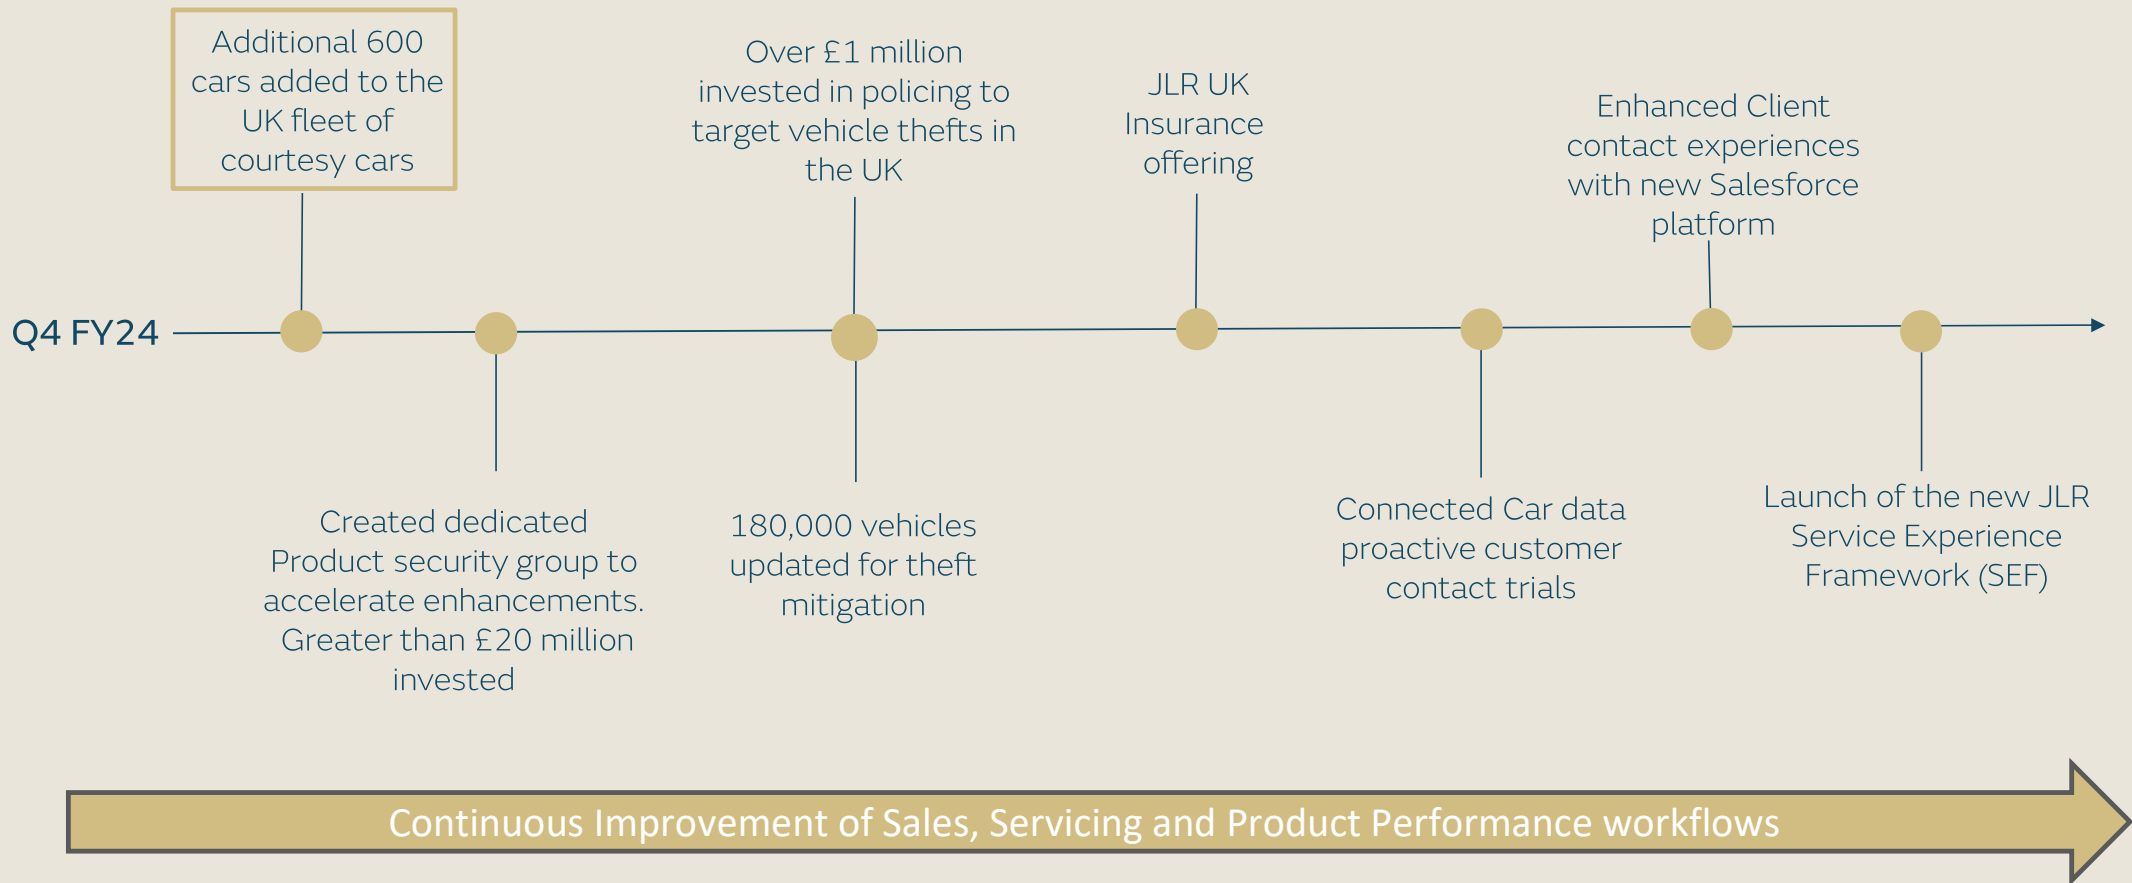 Additional 600
cars added to the
UK fleet of
courtesy cars
Over £1 million
invested in policing to
target vehicle thefts in
the UK
JLR UK
Insurance
offering
Enhanced Client
contact experiences
with new Salesforce
platform
Q4 FY24
Created dedicated
Product security group to
accelerate enhancements.
Greater than £20 million
invested
180,000 vehicles
updated for theft
mitigation
Connected Car data
proactive customer
contact trials
Launch of the new JLR
Service Experience
Framework (SEF)
Continuous Improvement of Sales, Servicing and Product Performance workflows